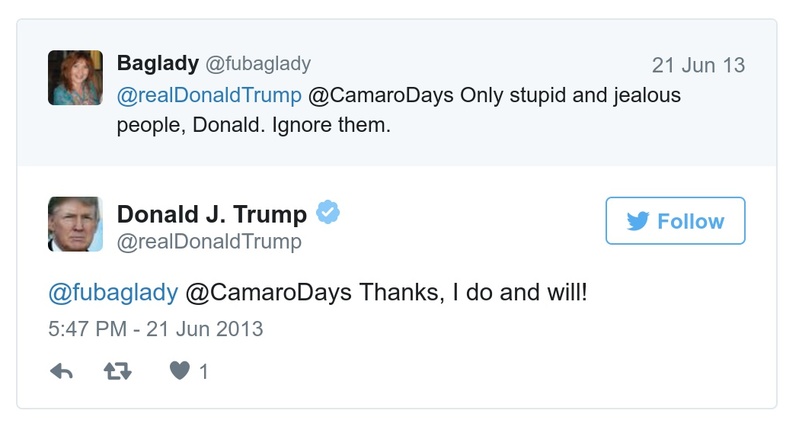 Baglady @fubaglady 21 Jun 13
@realDonaldTrump @CamaroDays Only stupid and jealous
people, Donald. Ignore them.
Donald J. Trump
@realDonaldTrump
Follow
@fubaglady @CamaroDays Thanks, I do and will!
5:47 PM - 21 Jun 2013
1